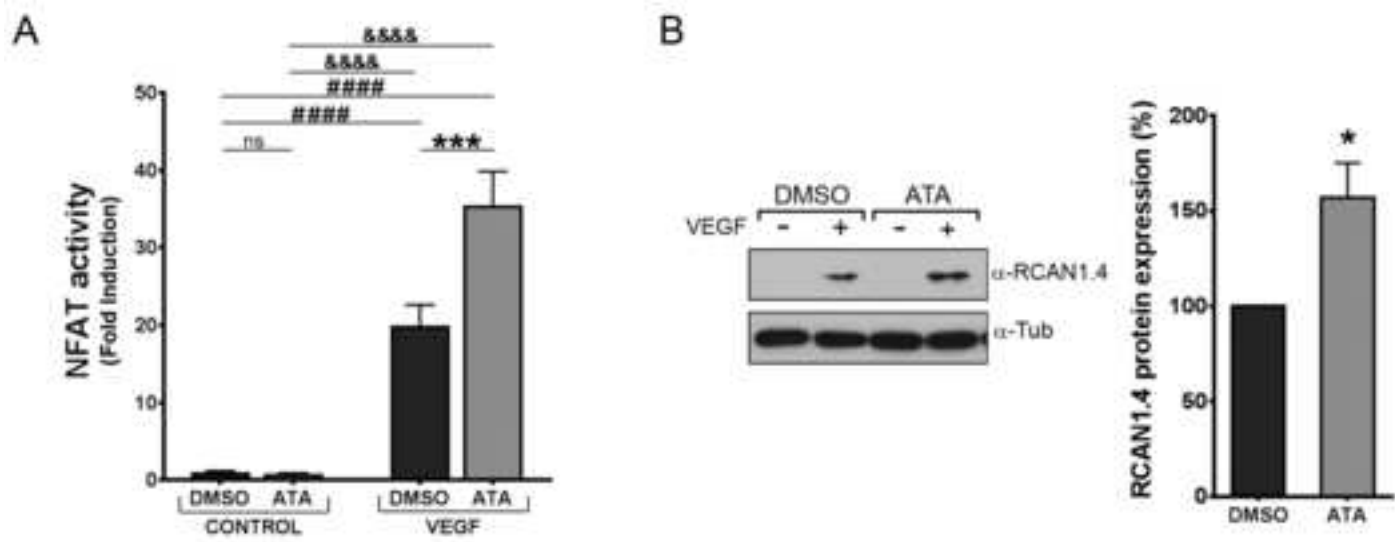 A
&&&&
&&&&
####
####
ns
***
NFAT activity
(Fold Induction)
50
40
30
20
10
0
DMSO ATA DMSO ATA
CONTROL VEGF
B
DMSO ATA
VEGF - + - +
α-RCAN1.4
α-Tub
RCAN1.4 protein expression (%)
200
150
100
50
0
*
DMSO ATA